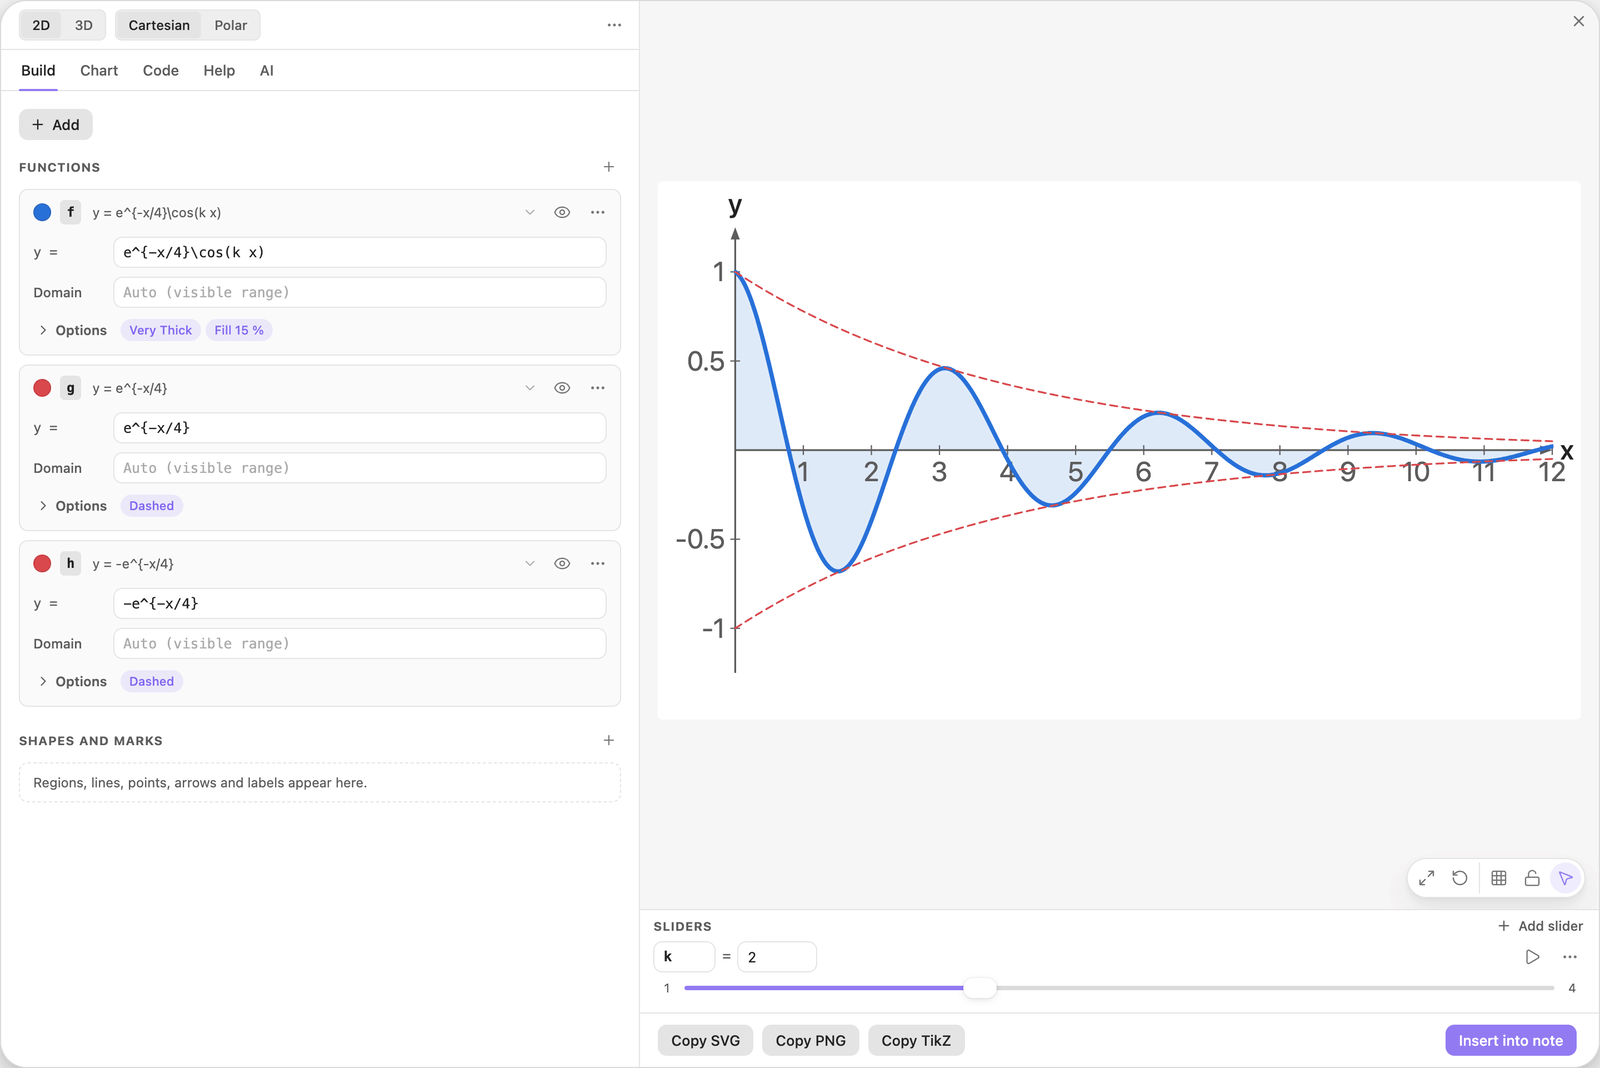 2D 3D Cartesian Polar
Build Chart Code Help AI
+ Add
FUNCTIONS
f y = e^{-x/4}\cos(k x)
y = e^{-x/4}\cos(k x)
Domain Auto (visible range)
Options Very Thick Fill 15 %
g y = e^{-x/4}
y = e^{-x/4}
Domain Auto (visible range)
Options Dashed
h y = -e^{-x/4}
y = -e^{-x/4}
Domain Auto (visible range)
Options Dashed
SHAPES AND MARKS
Regions, lines, points, arrows and labels appear here.
y
1
0.5
x
1 2 3 4 5 6 7 8 9 10 11 12
-0.5
-1
SLIDERS + Add slider
k = 2
1 4
Copy SVG Copy PNG Copy TikZ Insert into note